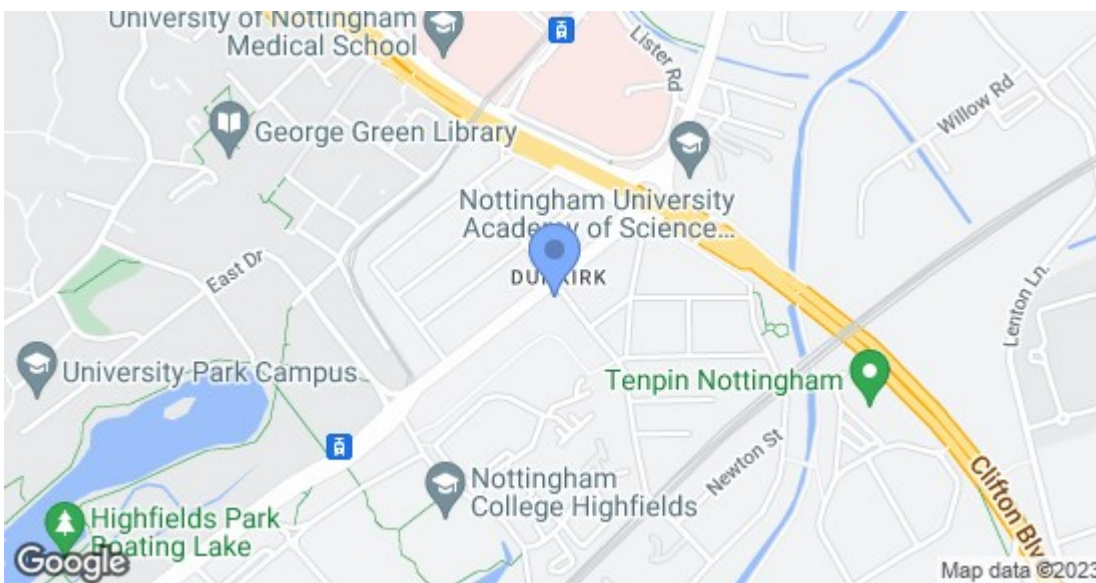 University of Nottingham
Medical School
Lister Rd
Willow Rd
George Green Library
Nottingham University
Academy of Science...
East Dr
Lenton Ln.
University Park Campus
Tenpin Nottingham
Newton St
Nottingham
College Highfields
Clifton
Highfields Park
Boating Lake
Google
Map data ©2023